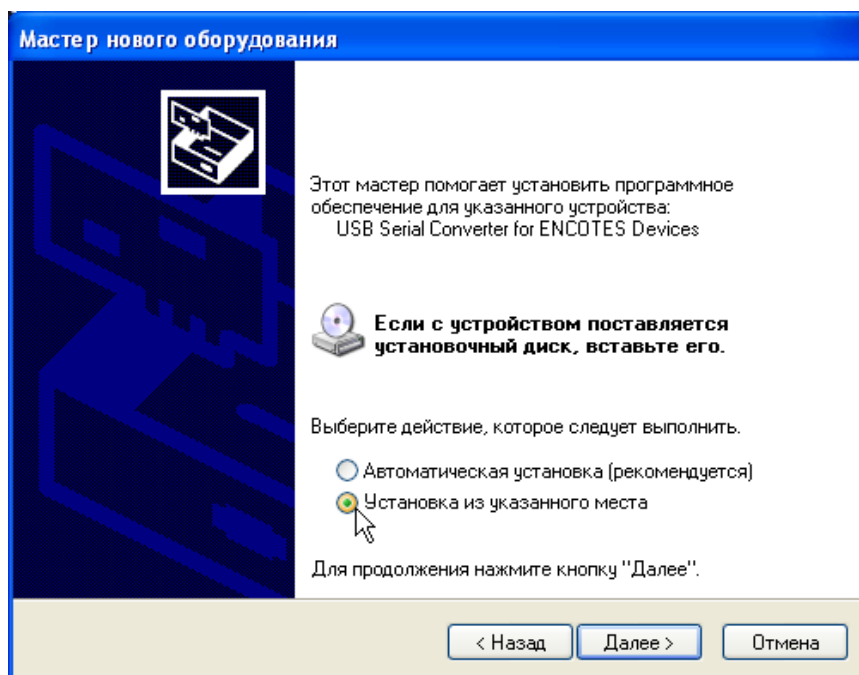 Мастер нового оборудования
Этот мастер помогает установить программное
обеспечение для указанного устройства:
USB Serial Converter for ENCOTES Devices
Если с устройством поставляется
установочный диск, вставьте его.
Выберите действие, которое следует выполнить.
Автоматическая установка (рекомендуется)
Установка из указанного места
Для продолжения нажмите кнопку "Далее".
< Назад
Далее >
Отмена